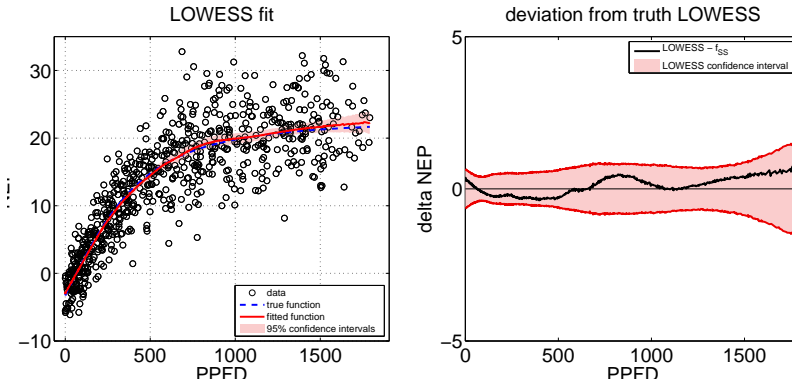 LOWESS fit
30
20
10
0
−10
0 500 1000 1500
PPFD
data
true function
fitted function
95% confidence intervals
deviation from truth LOWESS
5
0
−5
delta NEP
0 500 1000 1500
PPFD
LOWESS − fSS
LOWESS confidence interval